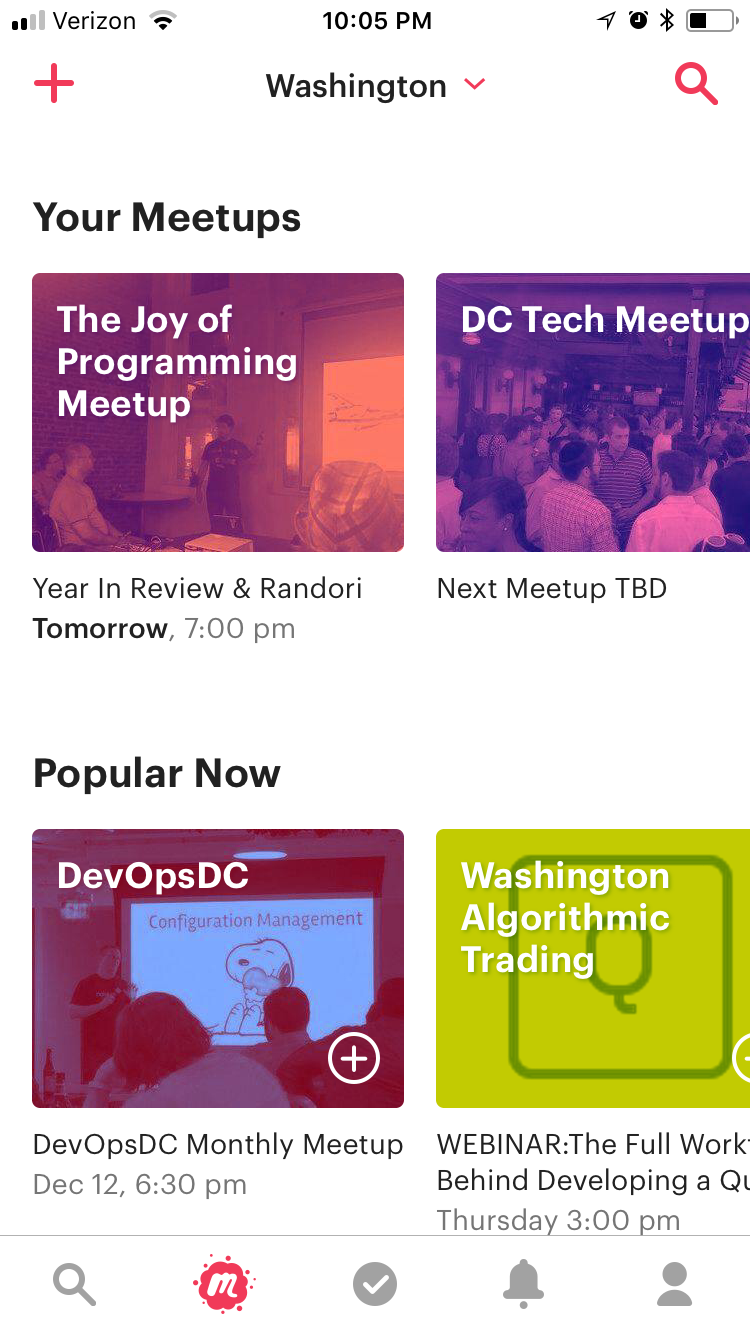 Verizon
10:05 PM
Washington
Your Meetups
The Joy of
Programming
Meetup
DC Tech Meetup
Year In Review & Randori
Tomorrow, 7:00 pm
Next Meetup TBD
Popular Now
DevOpsDC
Configuration Management
Washington
Algorithmic
Trading
Q
DevOpsDC Monthly Meetup
Dec 12, 6:30 pm
WEBINAR:The Full Work
Behind Developing a Qu
Thursday 3:00 pm
m